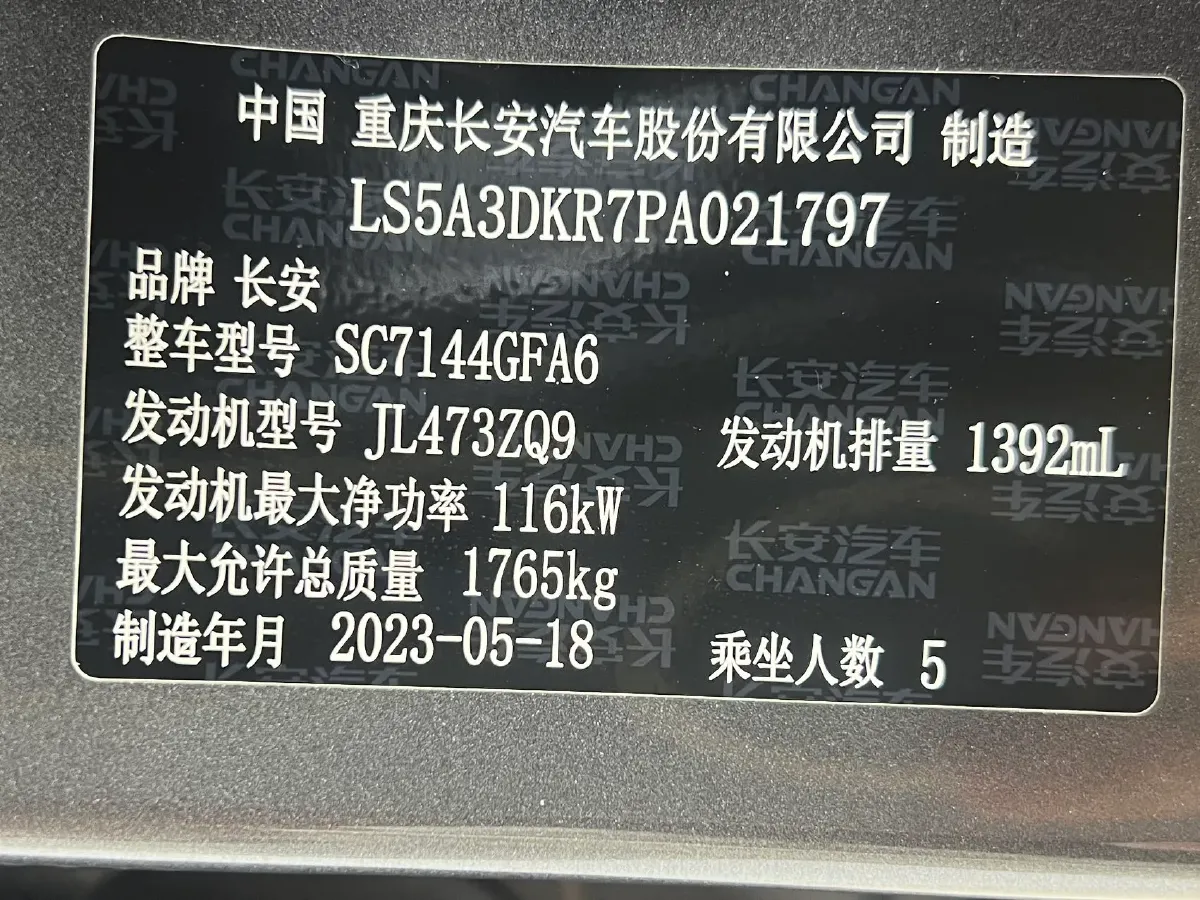 中国 重庆长安汽车股份有限公司 制造
LS5A3DKR7PA021797
品牌 长安
整车型号 SC7144GFA6
发动机型号 JL473ZQ9 发动机排量 1392mL
发动机最大净功率 116kW
最大允许总质量 1765kg
制造年月 2023-05-18 乘坐人数 5